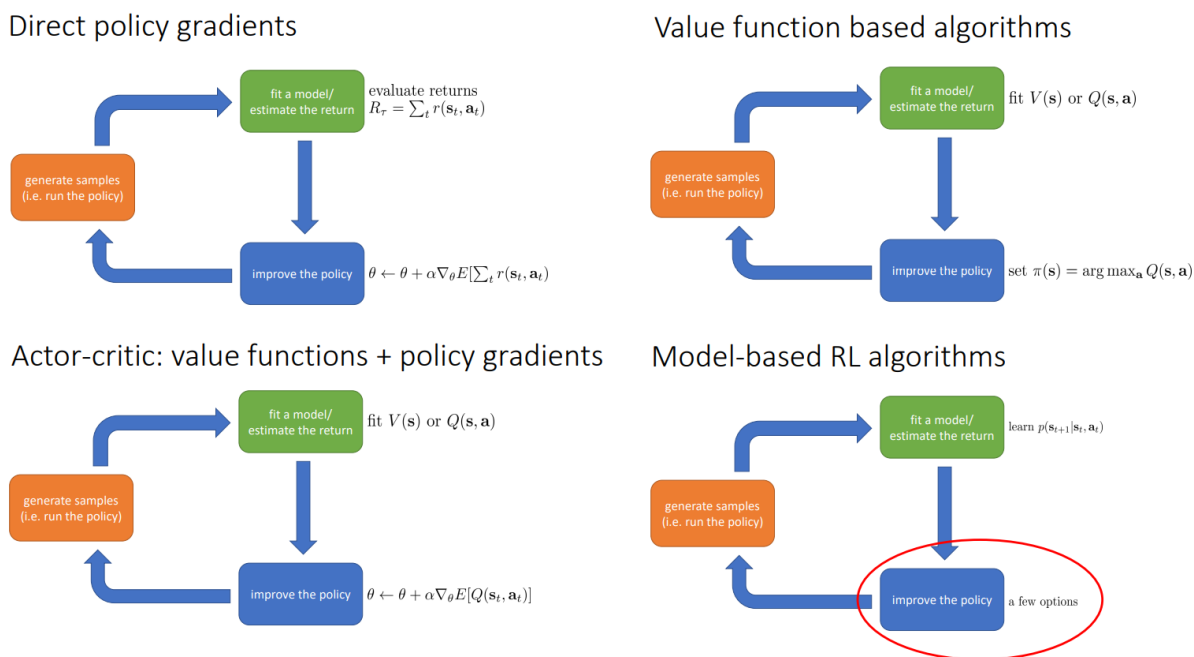 Direct policy gradients
fit a model/
estimate the return
evaluate returns
R_τ = ∑_t r(s_t, a_t)
generate samples
(i.e. run the policy)
improve the policy
θ ← θ + α∇_θ E[∑_t r(s_t, a_t)
Value function based algorithms
fit a model/
estimate the return
fit V(s) or Q(s, a)
generate samples
(i.e. run the policy)
improve the policy
set π(s) = arg max_a Q(s, a)
Actor-critic: value functions + policy gradients
fit a model/
estimate the return
fit V(s) or Q(s, a)
generate samples
(i.e. run the policy)
improve the policy
θ ← θ + α∇_θ E[Q(s_t, a_t)]
Model-based RL algorithms
fit a model/
estimate the return
learn p(s_{t+1}|s_t, a_t)
generate samples
(i.e. run the policy)
improve the policy
a few options